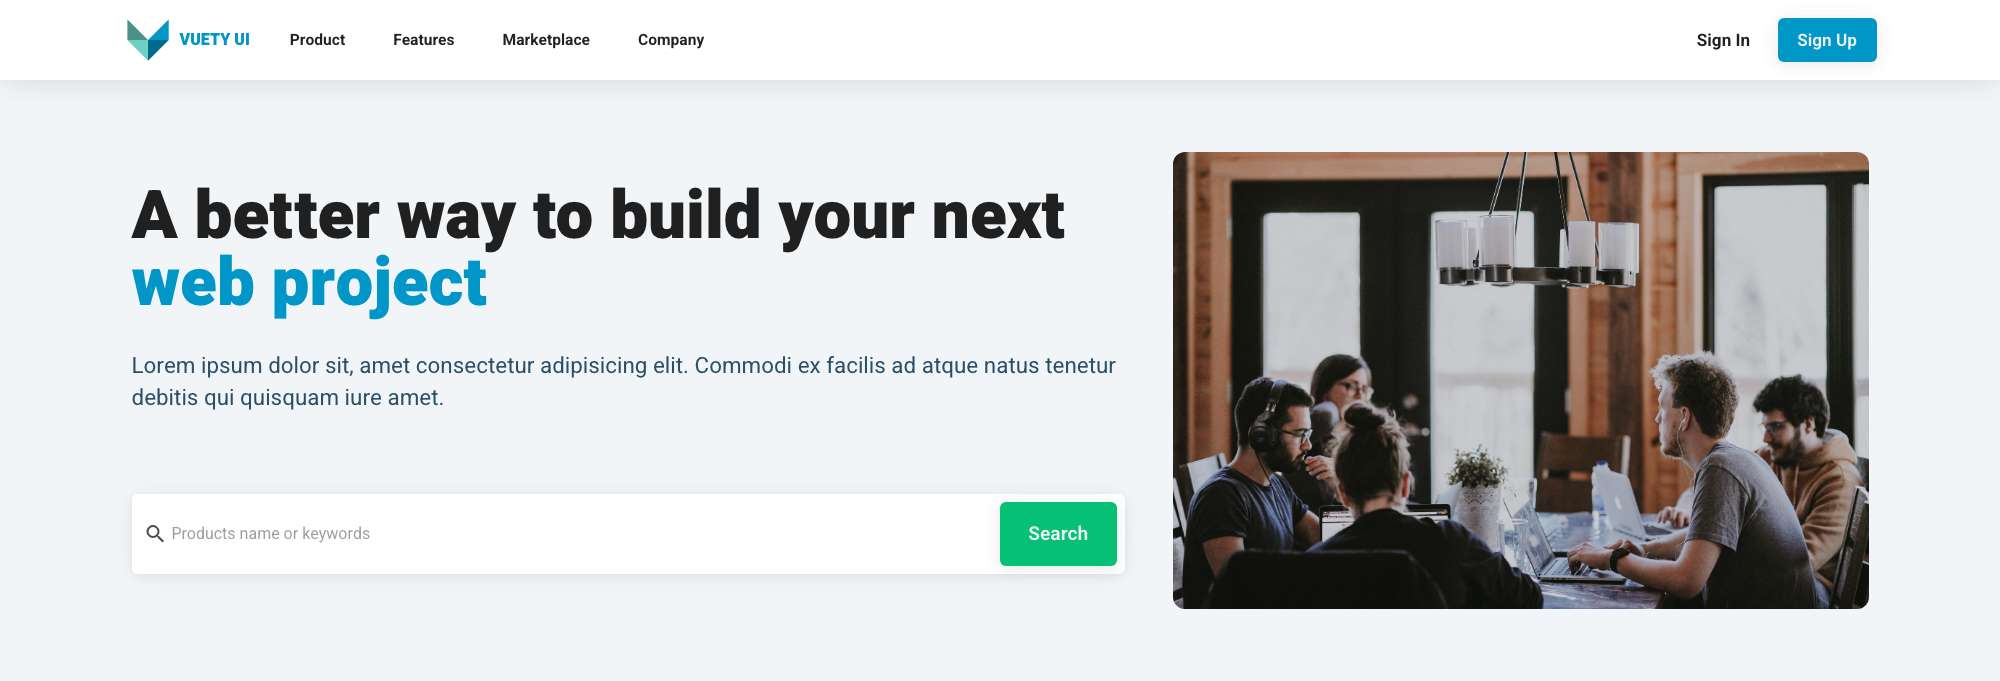 VUETY UI
Product
Features
Marketplace
Company
Sign In
Sign Up
A better way to build your next
web project
Lorem ipsum dolor sit, amet consectetur adipisicing elit. Commodi ex facilis ad atque natus tenetur
debitis qui quisquam iure amet.
Products name or keywords
Search